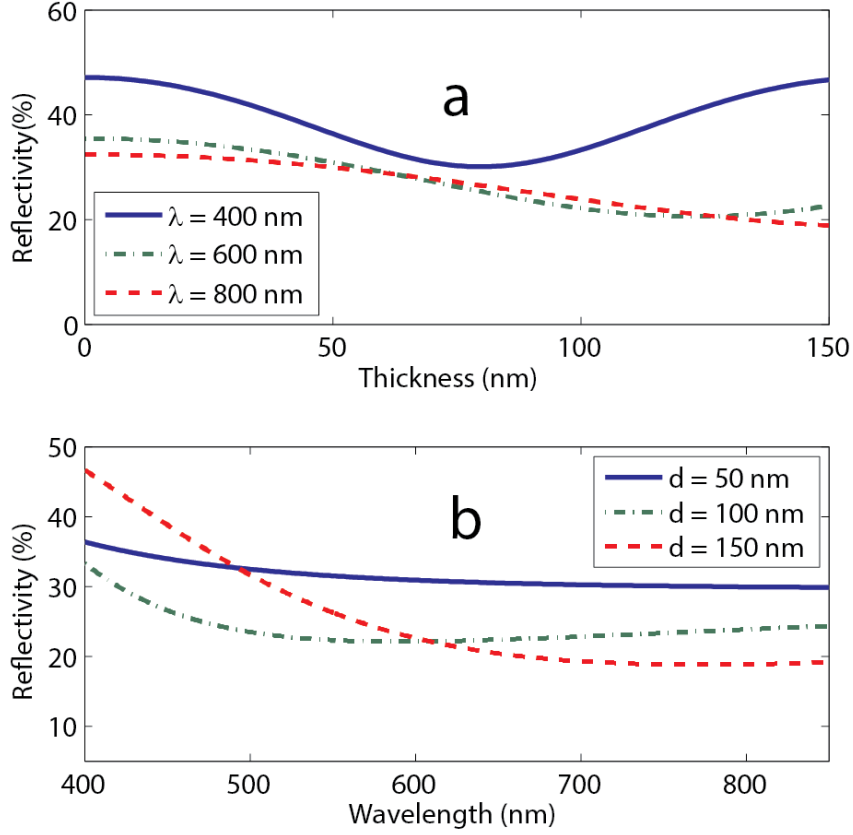 60
40
20
0
Reflectivity(%)
a
λ = 400 nm
λ = 600 nm
λ = 800 nm
0 50 100 150
Thickness (nm)
50
40
30
20
10
Reflectivity (%)
b
d = 50 nm
d = 100 nm
d = 150 nm
400 500 600 700 800
Wavelength (nm)